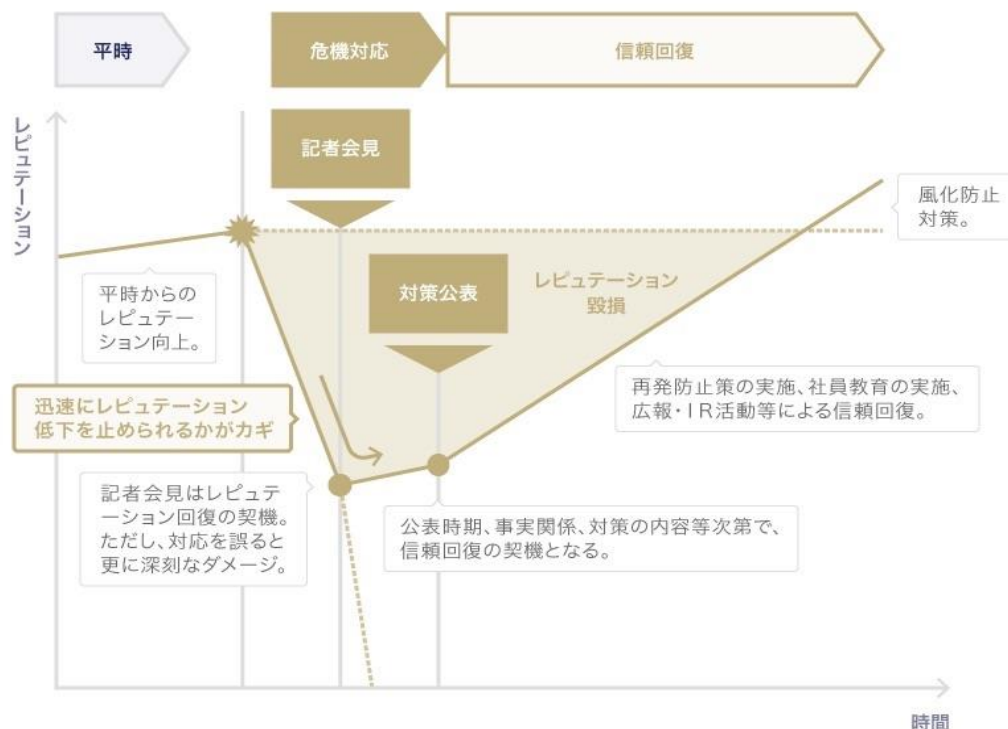 平時
危機対応
信頼回復
レピュテーション
記者会見
風化防止
対策。
対策公表
レピュテーション
毀損
平時からの
レピュテー
ション向上。
再発防止策の実施、社員教育の実施、
広報・IR活動等による信頼回復。
迅速にレピュテーション
低下を止められるかがカギ
記者会見はレピュテ
ーション回復の契機。
ただし、対応を誤ると
更に深刻なダメージ。
公表時期、事実関係、対策の内容等次第で、
信頼回復の契機となる。
時間